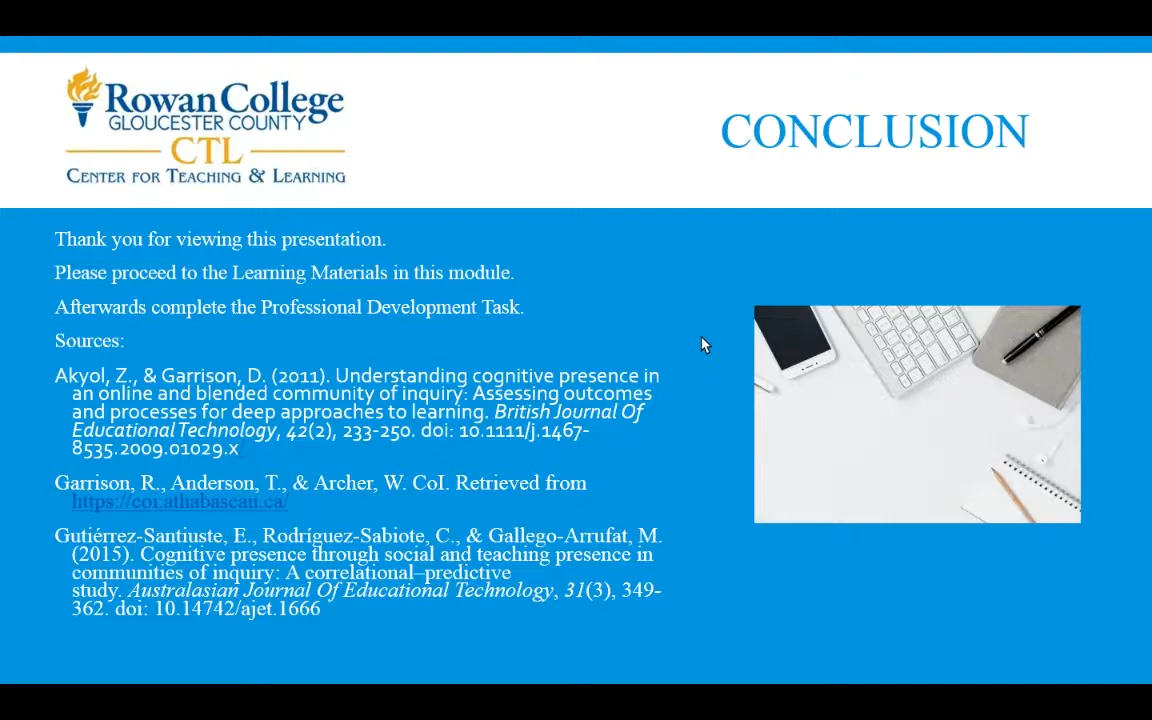 Rowan College
GLOUCESTER COUNTY
CTL
CENTER FOR TEACHING & LEARNING
CONCLUSION
Thank you for viewing this presentation.
Please proceed to the Learning Materials in this module.
Afterwards complete the Professional Development Task.
Sources:
Akyol, Z., & Garrison, D. (2011). Understanding cognitive presence in
an online and blended community of inquiry: Assessing outcomes
and processes for deep approaches to learning. British Journal Of
Educational Technology, 42(2), 233-250. doi: 10.1111/j.1467-
8535.2009.01029.x/
Garrison, R., Anderson, T., & Archer, W. CoI. Retrieved from
https://coi.athabascau.ca/
Gutiérrez-Santiuste, E., Rodríguez-Sabiote, C., & Gallego-Arrufat, M.
(2015). Cognitive presence through social and teaching presence in
communities of inquiry: A correlational–predictive
study. Australasian Journal Of Educational Technology, 31(3), 349-
362. doi: 10.14742/ajet.1666